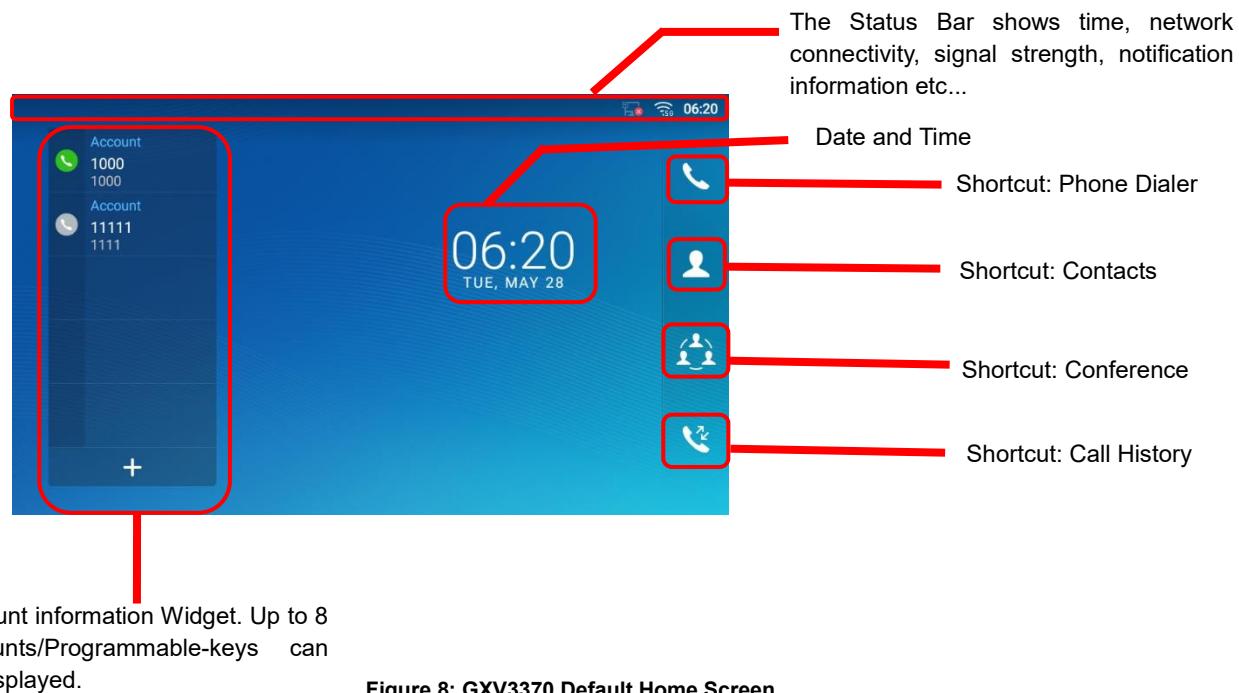 The Status Bar shows time, network
connectivity, signal strength, notification
information etc...
06:20
Date and Time
Account
1000
1000
Account
11111
1111
06:20
TUE, MAY 28
Shortcut: Phone Dialer
Shortcut: Contacts
Shortcut: Conference
Shortcut: Call History
+
unt information Widget. Up to 8
unts/Programmable-keys can
splayed.
Figure 8: GXV3370 Default Home Screen